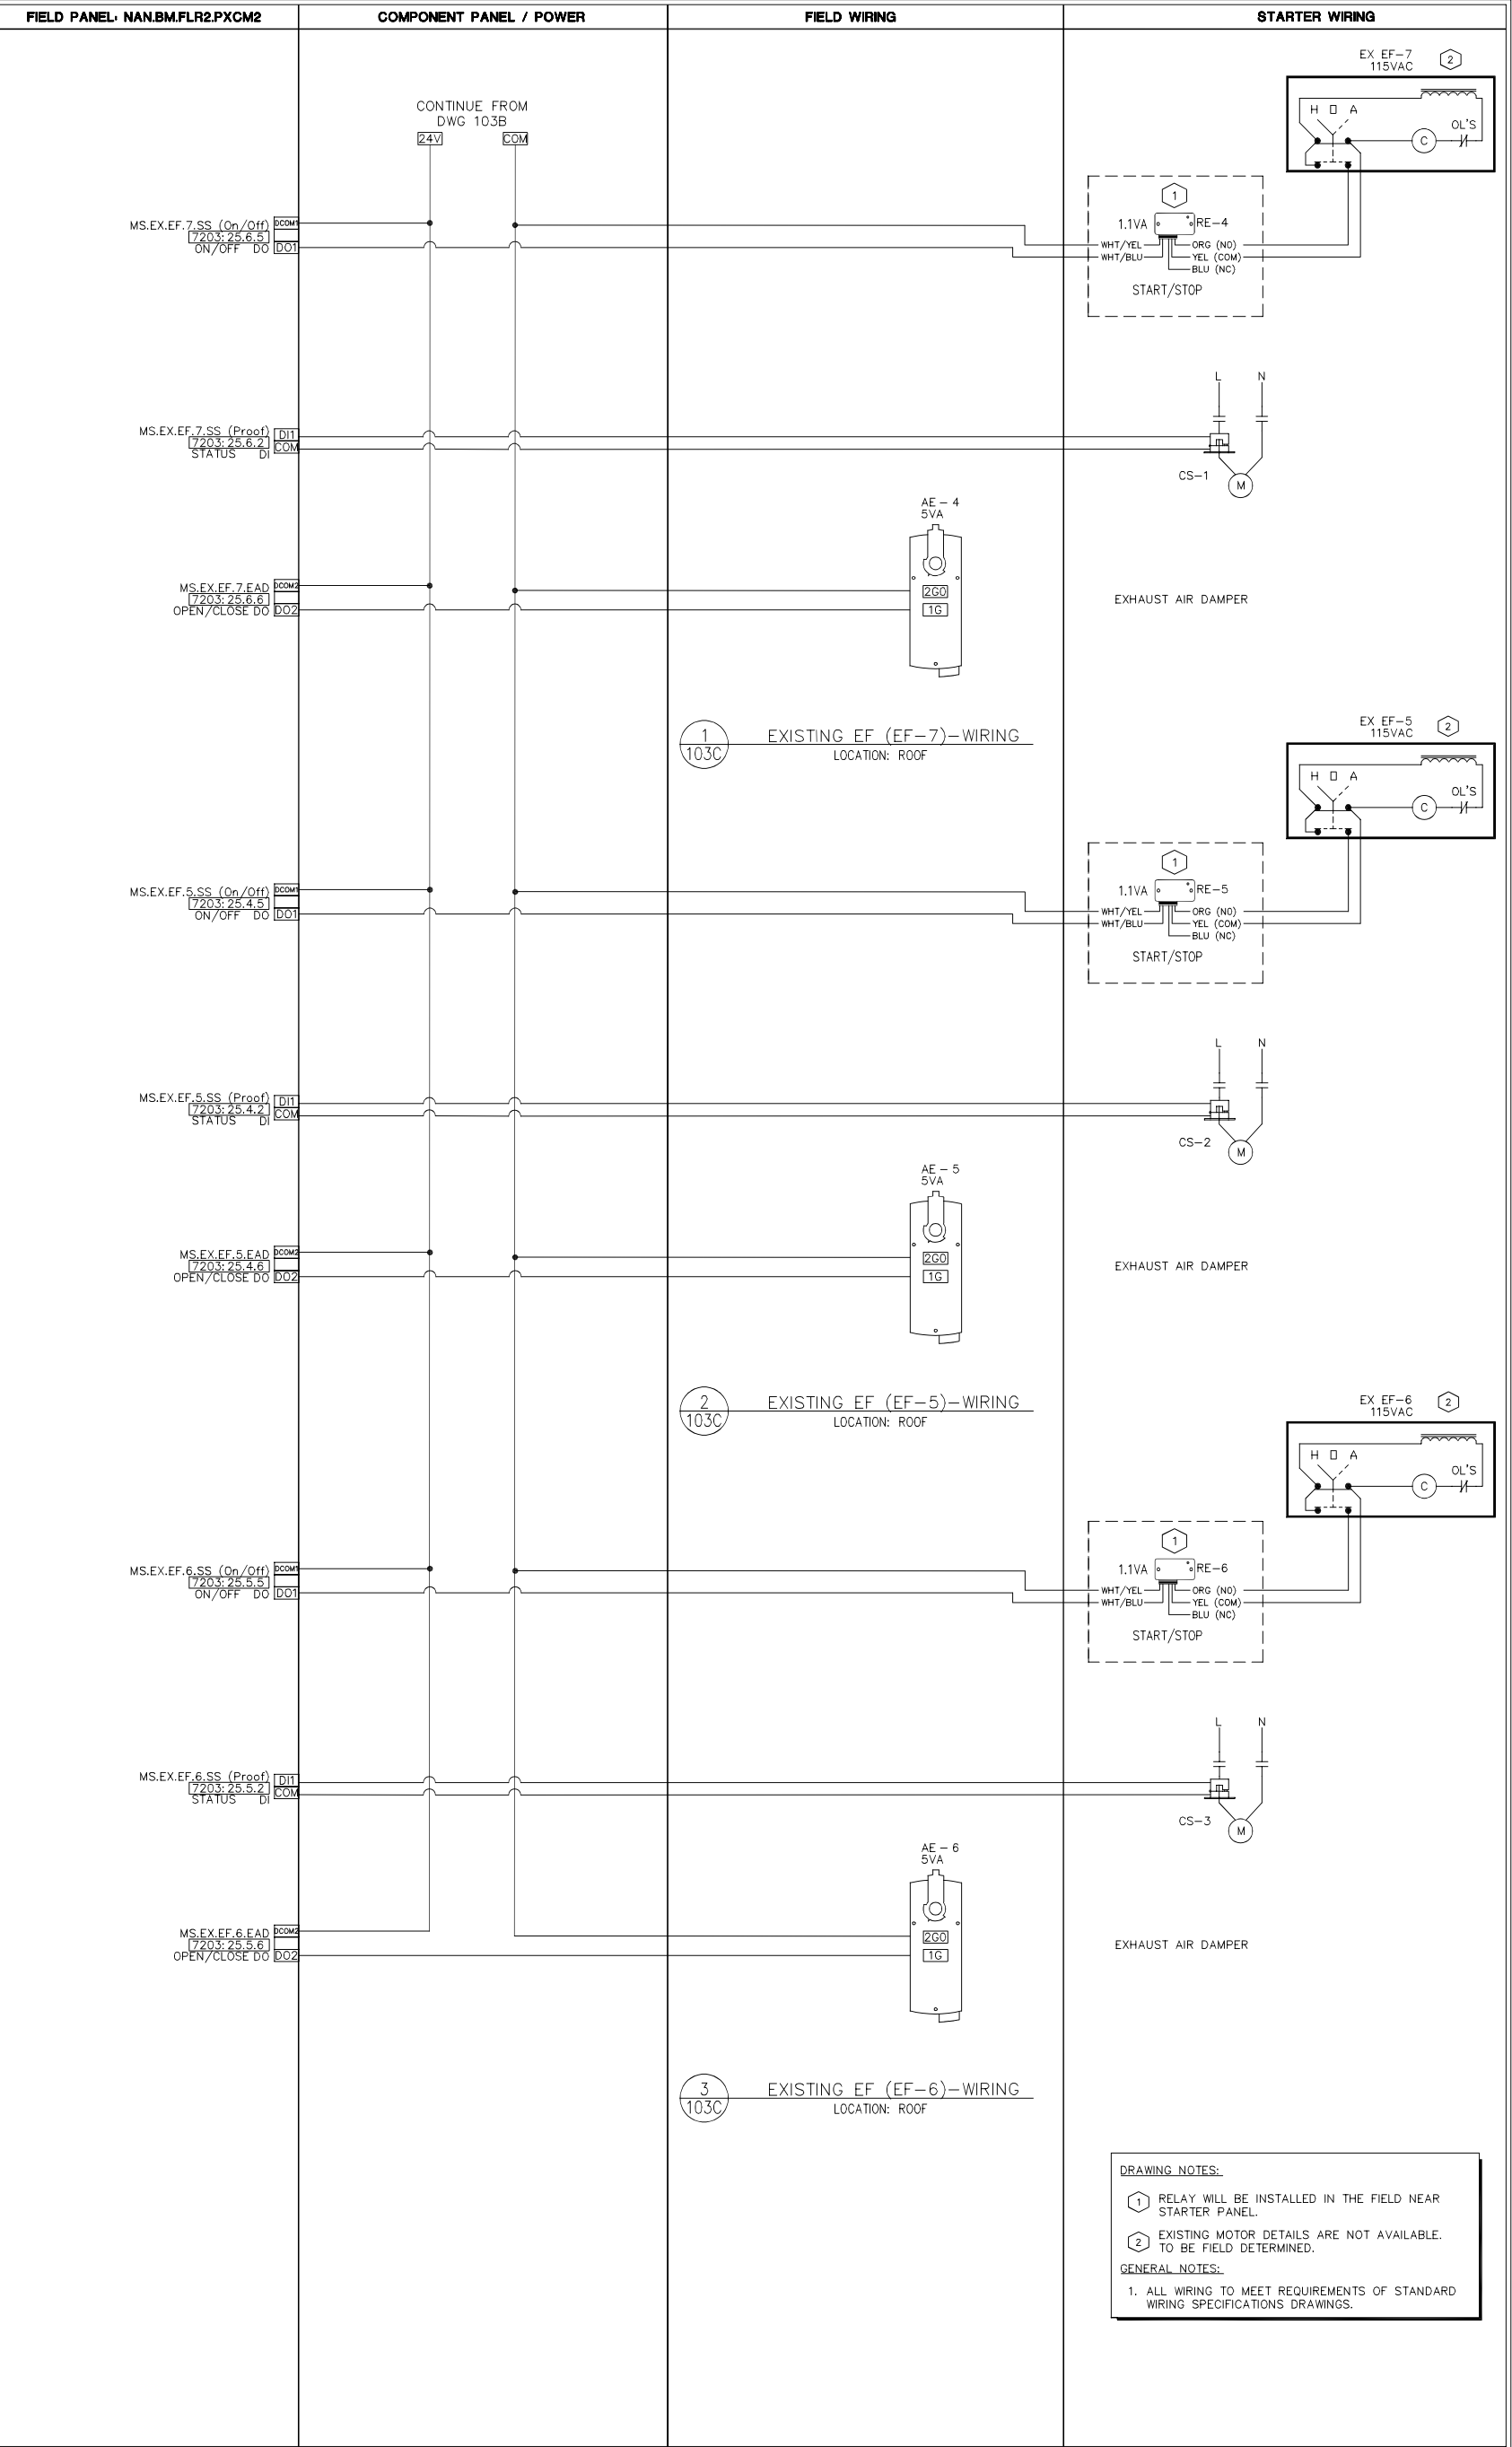 FIELD PANEL: NAN.BM.FLR2.PXCM2
COMPONENT PANEL / POWER
FIELD WIRING
STARTER WIRING
CONTINUE FROM
DWG 103B
24V
COM
EX EF-7
115VAC
2
H O A
OL'S
C
MS.EX.EF.7.SS (On/Off)
DCOM1
7203: 25.6.5
ON/OFF DO
DO1
1
1.1VA
RE-4
WHT/YEL
WHT/BLU
ORG (NO)
YEL (COM)
BLU (NC)
START/STOP
MS.EX.EF.7.SS (Proof)
DI1
7203: 25.6.2
COM
STATUS DI
L
N
CS-1
M
AE - 4
5VA
MS.EX.EF.7.EAD
DCOM2
7203: 25.6.6
OPEN/CLOSE DO
DO2
2GO
1G
EXHAUST AIR DAMPER
1
103C
EXISTING EF (EF-7)-WIRING
LOCATION: ROOF
EX EF-5
115VAC
2
H O A
OL'S
C
MS.EX.EF.5.SS (On/Off)
DCOM1
7203: 25.4.5
ON/OFF DO
DO1
1
1.1VA
RE-5
WHT/YEL
WHT/BLU
ORG (NO)
YEL (COM)
BLU (NC)
START/STOP
MS.EX.EF.5.SS (Proof)
DI1
7203: 25.4.2
COM
STATUS DI
L
N
CS-2
M
AE - 5
5VA
MS.EX.EF.5.EAD
DCOM2
7203: 25.4.6
OPEN/CLOSE DO
DO2
2GO
1G
EXHAUST AIR DAMPER
2
103C
EXISTING EF (EF-5)-WIRING
LOCATION: ROOF
EX EF-6
115VAC
2
H O A
OL'S
C
MS.EX.EF.6.SS (On/Off)
DCOM1
7203: 25.5.5
ON/OFF DO
DO1
1
1.1VA
RE-6
WHT/YEL
WHT/BLU
ORG (NO)
YEL (COM)
BLU (NC)
START/STOP
MS.EX.EF.6.SS (Proof)
DI1
7203: 25.5.2
COM
STATUS DI
L
N
CS-3
M
AE - 6
5VA
MS.EX.EF.6.EAD
DCOM2
7203: 25.5.6
OPEN/CLOSE DO
DO2
2GO
1G
EXHAUST AIR DAMPER
3
103C
EXISTING EF (EF-6)-WIRING
LOCATION: ROOF
DRAWING NOTES:
1 RELAY WILL BE INSTALLED IN THE FIELD NEAR
STARTER PANEL.
2 EXISTING MOTOR DETAILS ARE NOT AVAILABLE.
TO BE FIELD DETERMINED.
GENERAL NOTES:
1. ALL WIRING TO MEET REQUIREMENTS OF STANDARD
WIRING SPECIFICATIONS DRAWINGS.